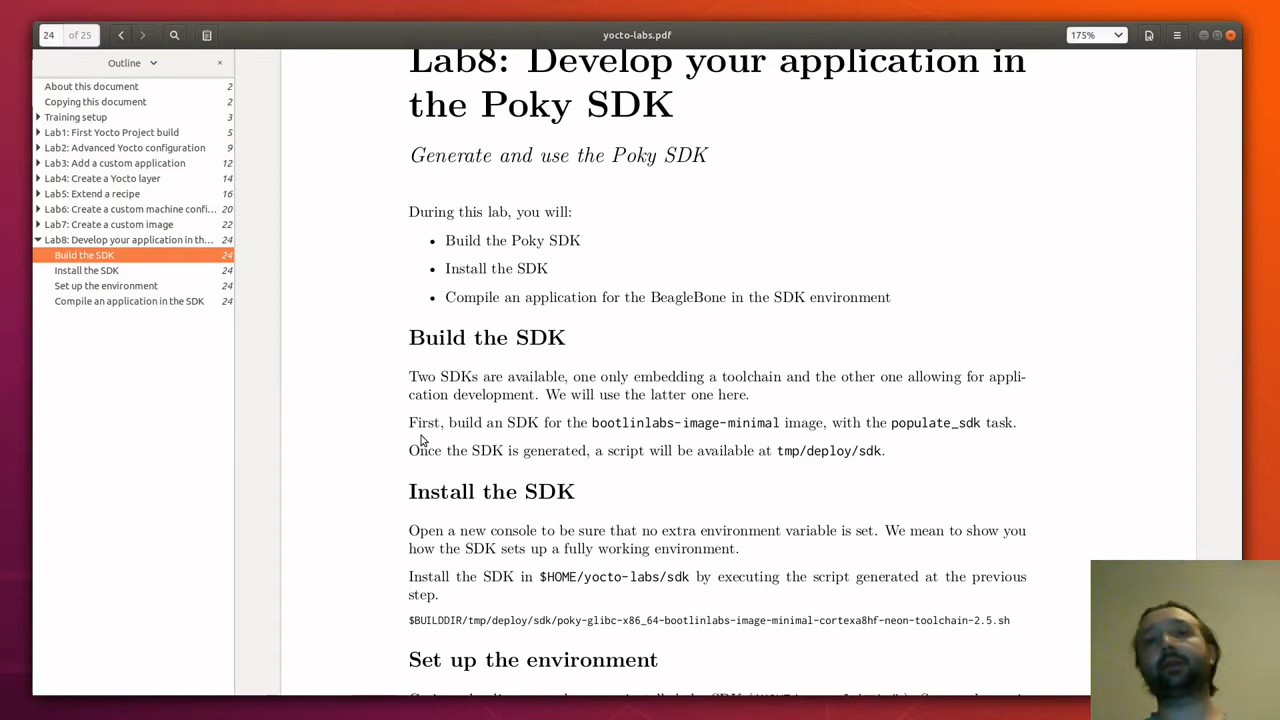 24 of 25
yocto-labs.pdf
175%
Outline
About this document 2
Copying this document 2
Training setup 3
Lab1: First Yocto Project build 5
Lab2: Advanced Yocto configuration 9
Lab3: Add a custom application 12
Lab4: Create a Yocto layer 14
Lab5: Extend a recipe 16
Lab6: Create a custom machine confi... 20
Lab7: Create a custom image 22
Lab8: Develop your application in th... 24
Build the SDK 24
Install the SDK 24
Set up the environment 24
Compile an application in the SDK 24
Lab8: Develop your application in
the Poky SDK
Generate and use the Poky SDK
During this lab, you will:
• Build the Poky SDK
• Install the SDK
• Compile an application for the BeagleBone in the SDK environment
Build the SDK
Two SDKs are available, one only embedding a toolchain and the other one allowing for appli-
cation development. We will use the latter one here.
First, build an SDK for the bootlinlabs-image-minimal image, with the populate_sdk task.
Once the SDK is generated, a script will be available at tmp/deploy/sdk.
Install the SDK
Open a new console to be sure that no extra environment variable is set. We mean to show you
how the SDK sets up a fully working environment.
Install the SDK in $HOME/yocto-labs/sdk by executing the script generated at the previous
step.
$BUILDDIR/tmp/deploy/sdk/poky-glibc-x86_64-bootlinlabs-image-minimal-cortexa8hf-neon-toolchain-2.5.sh
Set up the environment